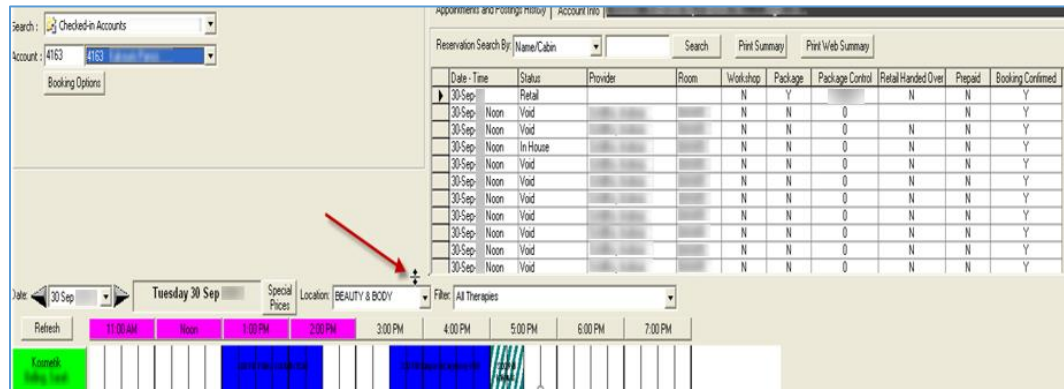 Appointments and Postings History Account Info
Search : Checked-in Accounts
Reservation Search By: Name/Cabin Search Print Summary Print Web Summary
Account : 4163 4163
Booking Options
Date - Time Status Provider Room Workshop Package Package Control Retail Handed Over Prepaid Booking Confirmed
30-Sep- Retail N Y N N Y
30-Sep- Noon Void N N 0 N Y
30-Sep- Noon Void N N 0 N N Y
30-Sep- Noon In House N N 0 N N Y
30-Sep- Noon Void N N 0 N N Y
30-Sep- Noon Void N N 0 N N Y
30-Sep- Noon Void N N 0 N N Y
30-Sep- Noon Void N N 0 N N Y
30-Sep- Noon Void N N 0 N N Y
30-Sep- Noon Void N N 0 N N Y
30-Sep- Noon Void N N 0 N N Y
Date: 30 Sep Tuesday 30 Sep Special Prices Location: BEAUTY & BODY Filter: All Therapies
Refresh 11:00 AM Noon 1:00 PM 2:00 PM 3:00 PM 4:00 PM 5:00 PM 6:00 PM 7:00 PM
Kosmetik